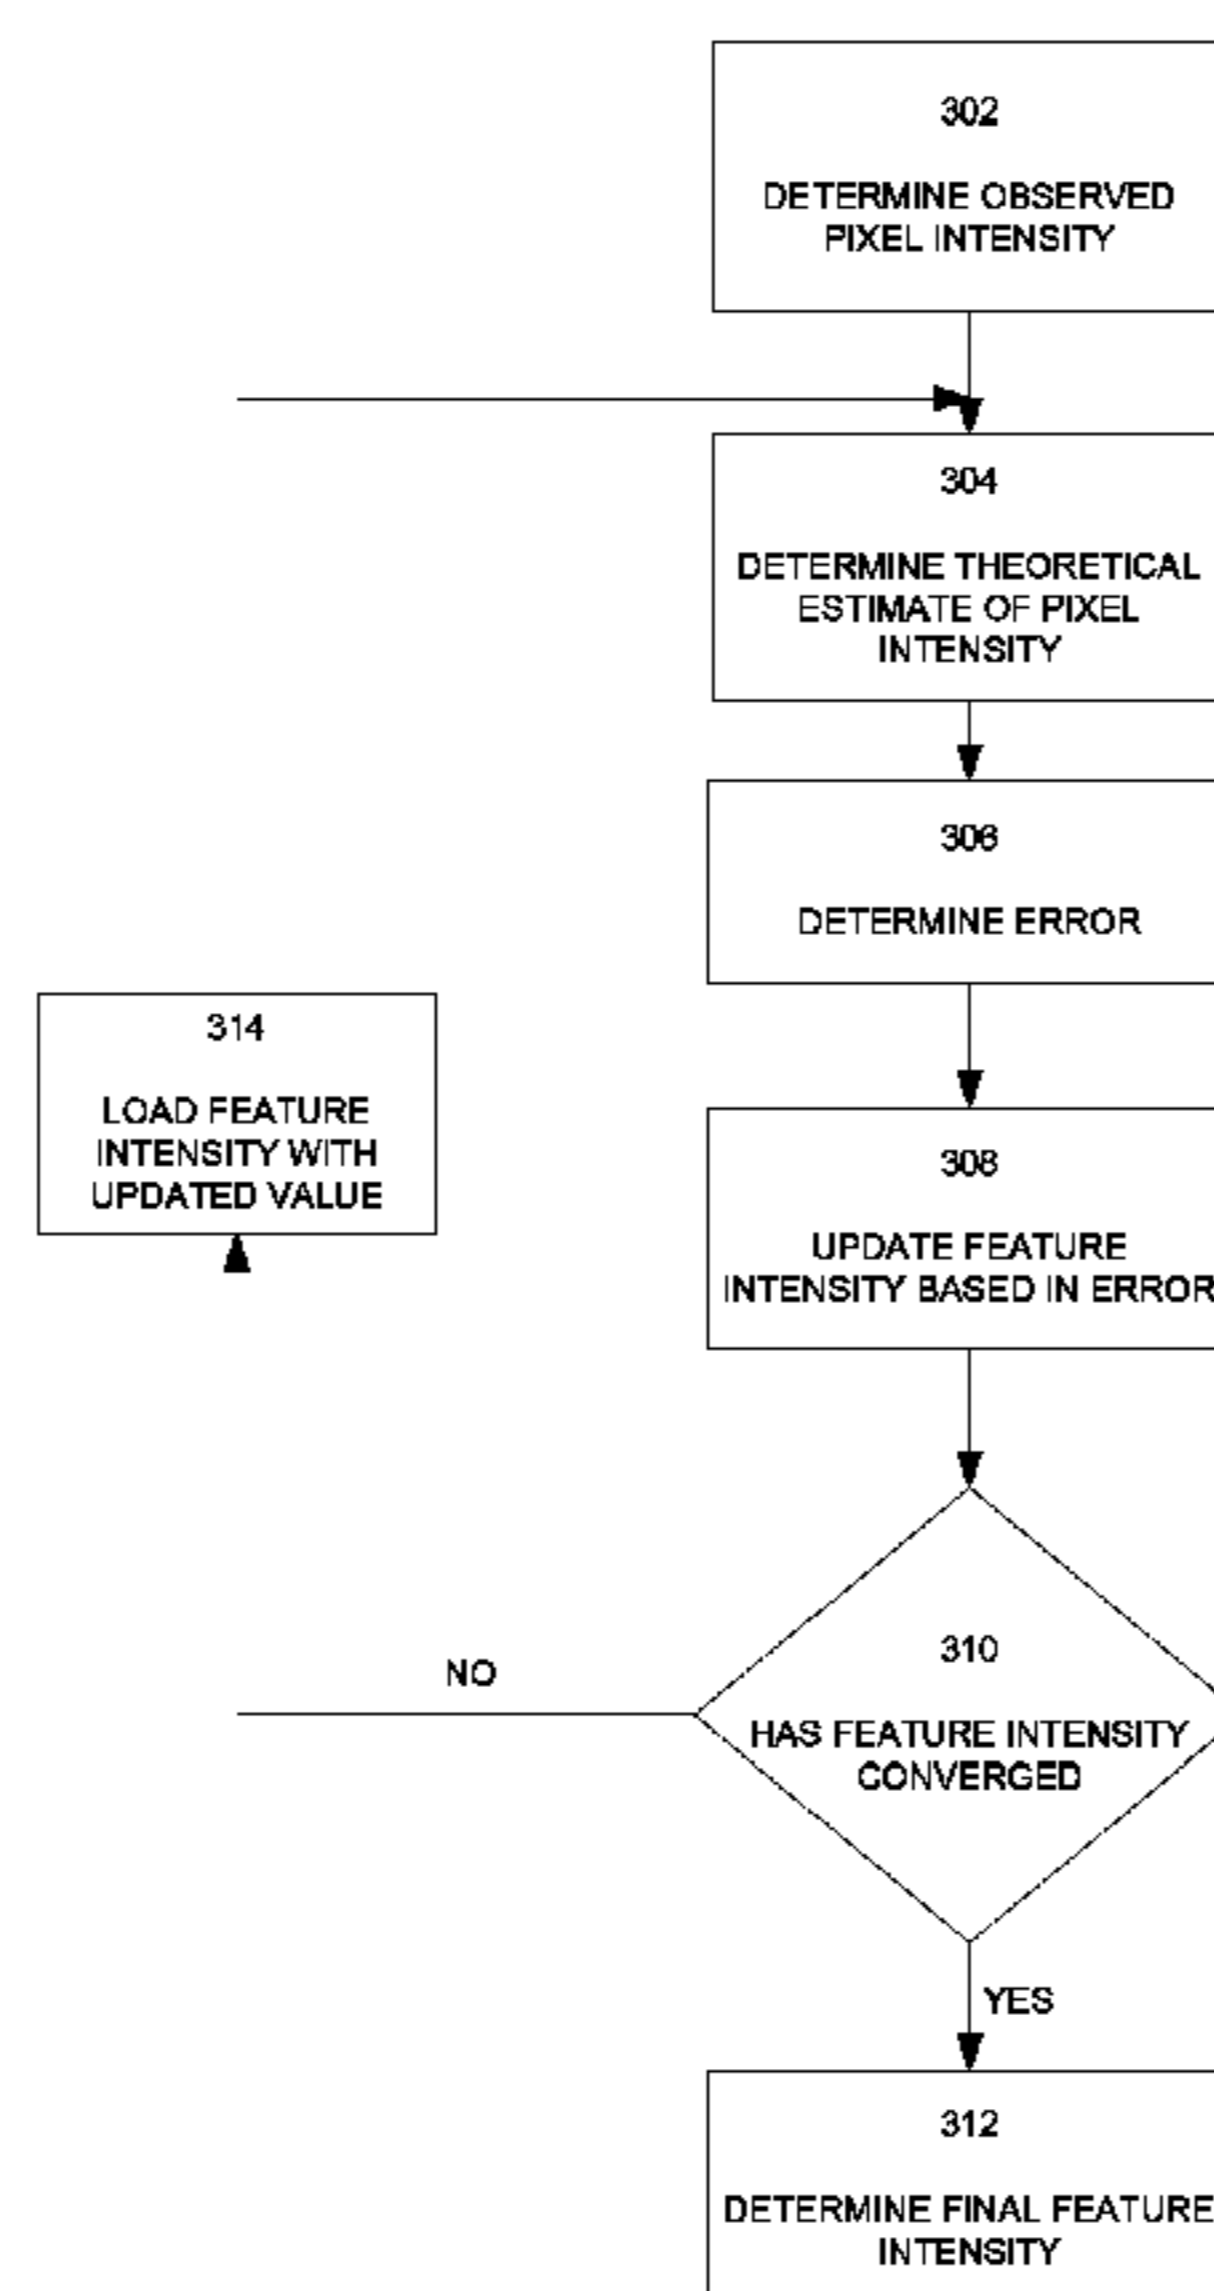 302
DETERMINE OBSERVED
PIXEL INTENSITY
304
DETERMINE THEORETICAL
ESTIMATE OF PIXEL
INTENSITY
306
DETERMINE ERROR
314
LOAD FEATURE
INTENSITY WITH
UPDATED VALUE
308
UPDATE FEATURE
INTENSITY BASED IN ERROR
310
HAS FEATURE INTENSITY
CONVERGED
NO
YES
312
DETERMINE FINAL FEATURE
INTENSITY